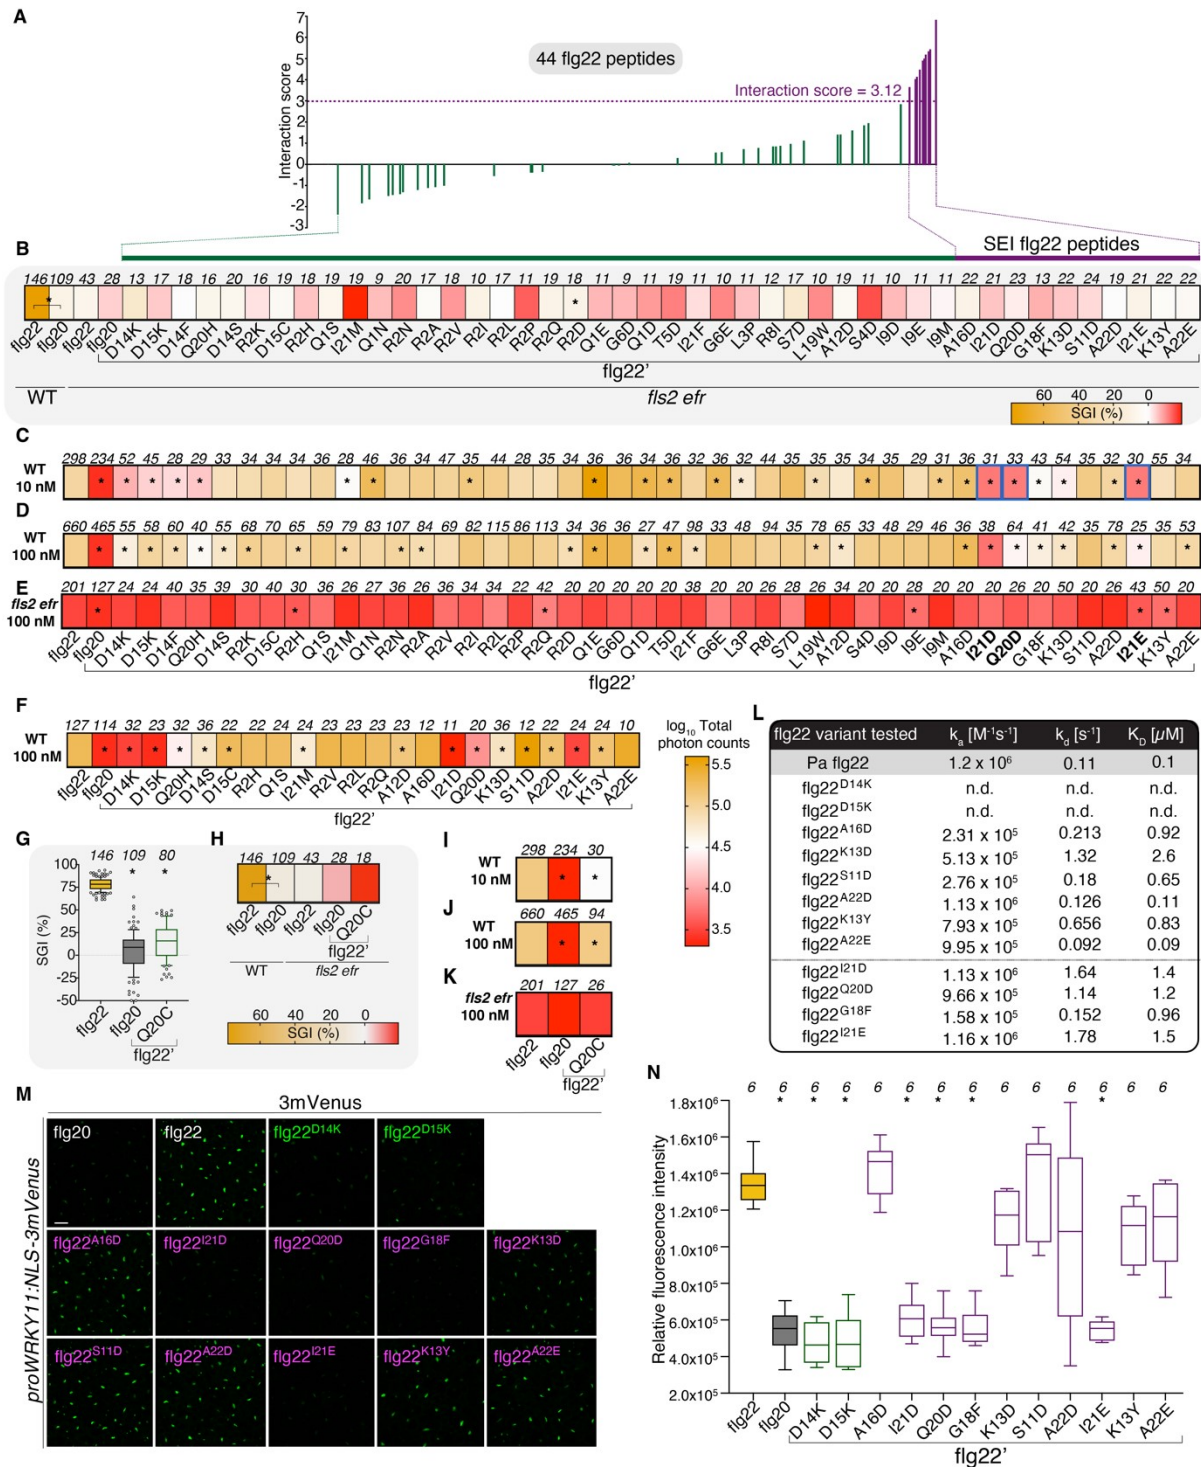 A
7
6
5
4
3
2
1
0
-1
-2
-3
Interaction score
44 flg22 peptides
Interaction score = 3.12
SEI flg22 peptides
B
146 109 43 28 13 17 18 20 16 20 14 19 18 19 19 9 20 17 18 10 17 11 19 18 11 9 11 19 11 11 11 17 10 18 11 10 11 11 22 21 23 13 22 24 19 22 22 22
flg22 flg20 flg22 flg20 D14K D15K D14F Q20H D14S R2K D15C R2H Q1S I21M Q1N R2N R2A R2V R2I R2L R2P R2Q R2D Q1E G6D Q1D T5D I21F G6E L3P R8I S7D L19W A12D S4D I9D I9E I9M A16D I21D Q20D G18F K13D S11D A22D I21E K13Y A22E
flg22'
WT
fls2 efr
60 20 0
SGI (%)
C
298 234 52 45 28 29 33 34 34 34 34 28 46 36 34 35 34 34 35 34 36 36 34 36 36 32 34 35 35 36 34 35 29 31 36 31 33 43 54 35 32 30 55 34
WT
10 nM
D
660 465 55 58 60 40 55 68 70 65 59 79 83 107 84 69 82 115 86 113 34 36 36 27 47 98 33 48 94 35 78 65 48 29 46 36 38 64 41 42 35 78 25 35 53
WT
100 nM
E
201 127 24 24 40 35 39 30 40 30 36 26 27 36 26 36 28 36 22 42 20 20 20 20 20 20 20 20 26 28 26 34 20 20 28 20 20 20 26 20 50 20 20 43 50 20
fls2 efr
100 nM
flg22 flg20 D14K D15K D14F Q20H D14S R2K D15C R2H Q1S I21M Q1N R2N R2A R2V R2I R2L R2P R2Q R2D Q1E G6D Q1D T5D I21F G6E L3P R8I S7D L19W A12D S4D I9D I9E I9M A16D I21D Q20D G18F K13D S11D A22D I21E K13Y A22E
flg22'
F
127 114 32 23 32 36 22 22 24 24 23 23 23 23 12 11 20 36 12 22 24 24 10
WT
100 nM
flg22 flg20 D14K D15K Q20H D14S D15C R2H Q1S I21M R2V R2L R2Q A12D A16D I21D Q20D K13D S11D A22D I21E K13Y A22E
flg22'
log10 Total
photon counts
5.5
5.0
4.5
4.0
3.5
G
146 109 80
* *
100
75
50
25
0
-25
-50
SGI (%)
flg22 flg20 Q20C
flg22'
H
146 109 43 28 18
flg22 flg20 flg22 flg20 Q20C
flg22'
WT fls2 efr
60 20 0
SGI (%)
I
298 234 30
WT
10 nM
J
660 465 94
WT
100 nM
K
201 127 26
fls2 efr
100 nM
flg22 flg20 Q20C
flg22'
L
flg22 variant tested ka [M-1s-1] kd [s-1] KD [µM]
Pa flg22 1.2 x 10⁶ 0.11 0.1
flg22D14K n.d. n.d. n.d.
flg22D15K n.d. n.d. n.d.
flg22A16D 2.31 x 10⁵ 0.213 0.92
flg22K13D 5.13 x 10⁵ 1.32 2.6
flg22S11D 2.76 x 10⁵ 0.18 0.65
flg22A22D 1.13 x 10⁶ 0.126 0.11
flg22K13Y 7.93 x 10⁵ 0.656 0.83
flg22A22E 9.95 x 10⁵ 0.092 0.09
flg22I21D 1.13 x 10⁶ 1.64 1.4
flg22Q20D 9.66 x 10⁵ 1.14 1.2
flg22G18F 1.58 x 10⁵ 0.152 0.96
flg22I21E 1.16 x 10⁶ 1.78 1.5
M
3mVenus
proWRKY11:NLS-3mVenus
flg20 flg22 flg22D14K flg22D15K
flg22A16D flg22I21D flg22Q20D flg22G18F flg22K13D
flg22S11D flg22A22D flg22I21E flg22K13Y flg22A22E
N
6 6 6 6 6 6 6 6 6 6 6 6 6 6
* * * * * * *
1.8x10⁶
1.6x10⁶
1.4x10⁶
1.2x10⁶
1.0x10⁶
8.0x10⁵
6.0x10⁵
4.0x10⁵
2.0x10⁵
Relative fluorescence intensity
flg22 flg20 D14K D15K A16D I21D Q20D G18F K13D S11D A22D I21E K13Y A22E
flg22'